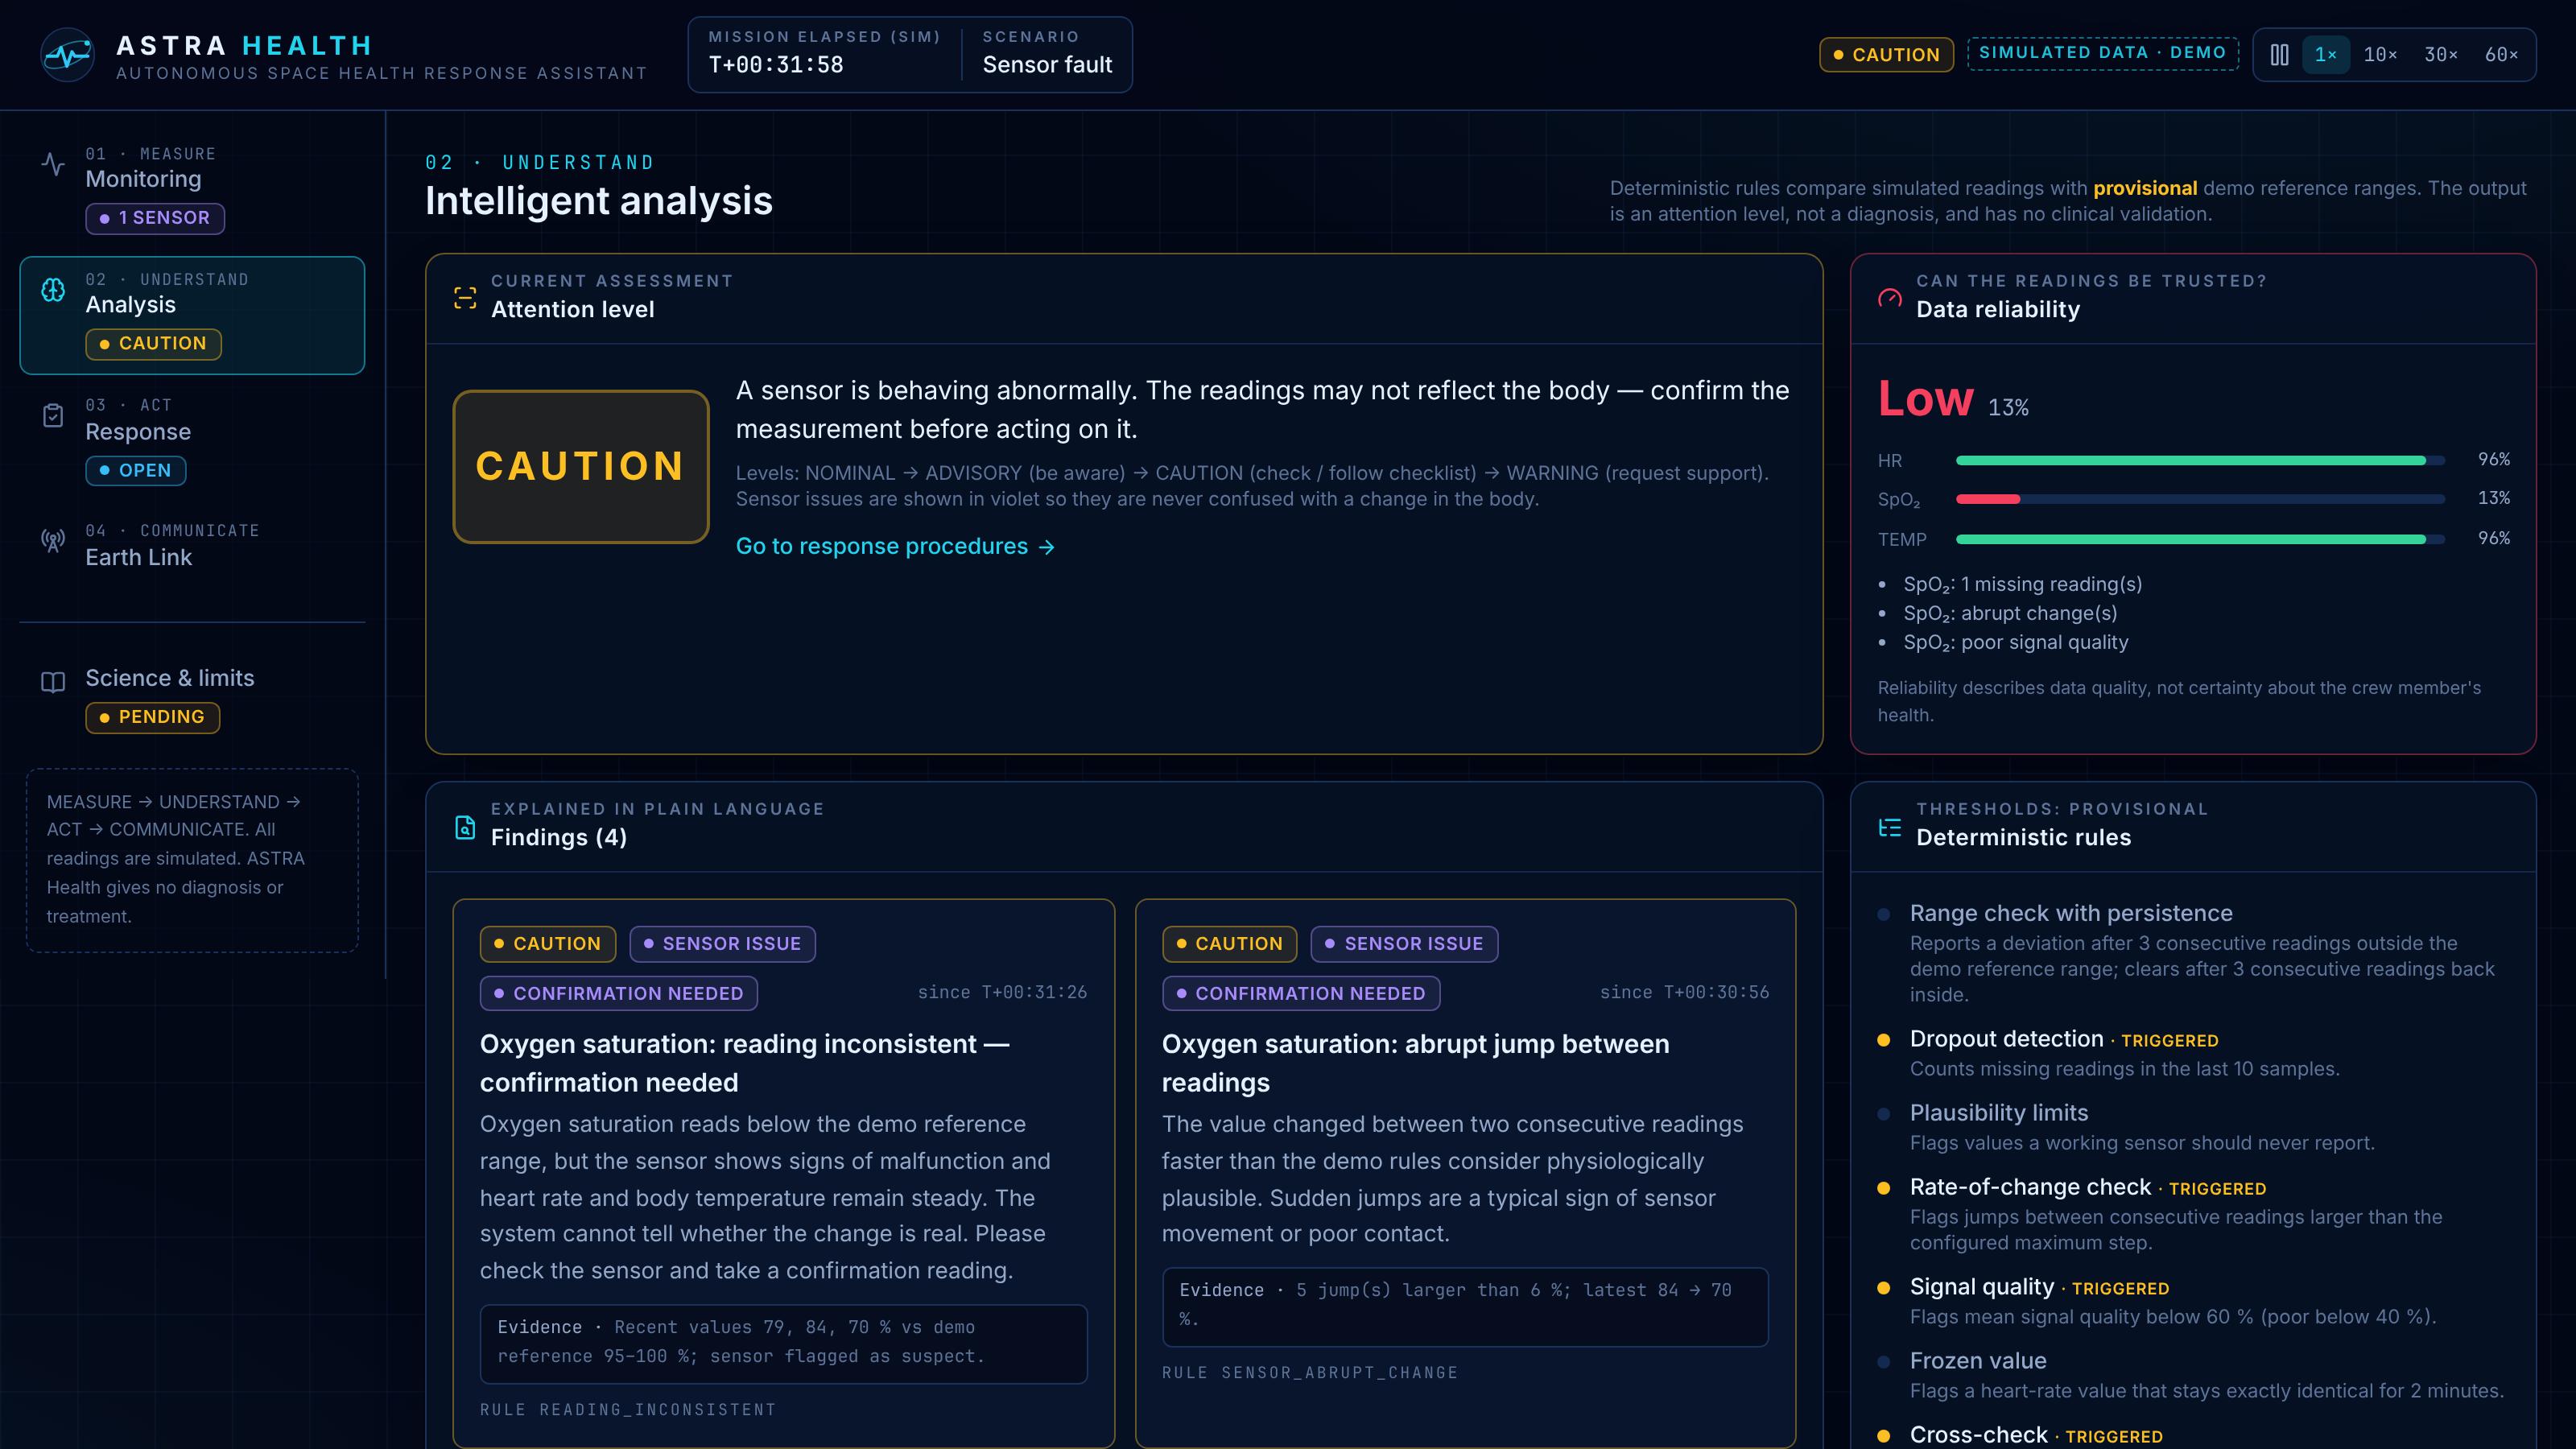 ASTRA HEALTH
AUTONOMOUS SPACE HEALTH RESPONSE ASSISTANT
MISSION ELAPSED (SIM)
T+00:31:58
SCENARIO
Sensor fault
CAUTION
SIMULATED DATA · DEMO
1×
10×
30×
60×
01 · MEASURE
Monitoring
1 SENSOR
02 · UNDERSTAND
Analysis
CAUTION
03 · ACT
Response
OPEN
04 · COMMUNICATE
Earth Link
Science & limits
PENDING
MEASURE → UNDERSTAND →
ACT → COMMUNICATE. All
readings are simulated. ASTRA
Health gives no diagnosis or
treatment.
02 · UNDERSTAND
Intelligent analysis
Deterministic rules compare simulated readings with provisional demo reference ranges. The output
is an attention level, not a diagnosis, and has no clinical validation.
CURRENT ASSESSMENT
Attention level
CAUTION
A sensor is behaving abnormally. The readings may not reflect the body — confirm the
measurement before acting on it.
Levels: NOMINAL → ADVISORY (be aware) → CAUTION (check / follow checklist) → WARNING (request support).
Sensor issues are shown in violet so they are never confused with a change in the body.
Go to response procedures →
CAN THE READINGS BE TRUSTED?
Data reliability
Low 13%
HR 96%
SpO₂ 13%
TEMP 96%
• SpO₂: 1 missing reading(s)
• SpO₂: abrupt change(s)
• SpO₂: poor signal quality
Reliability describes data quality, not certainty about the crew member's
health.
EXPLAINED IN PLAIN LANGUAGE
Findings (4)
CAUTION
SENSOR ISSUE
CONFIRMATION NEEDED
since T+00:31:26
Oxygen saturation: reading inconsistent —
confirmation needed
Oxygen saturation reads below the demo reference
range, but the sensor shows signs of malfunction and
heart rate and body temperature remain steady. The
system cannot tell whether the change is real. Please
check the sensor and take a confirmation reading.
Evidence · Recent values 79, 84, 70 % vs demo
reference 95–100 %; sensor flagged as suspect.
RULE READING_INCONSISTENT
CAUTION
SENSOR ISSUE
CONFIRMATION NEEDED
since T+00:30:56
Oxygen saturation: abrupt jump between
readings
The value changed between two consecutive readings
faster than the demo rules consider physiologically
plausible. Sudden jumps are a typical sign of sensor
movement or poor contact.
Evidence · 5 jump(s) larger than 6 %; latest 84 → 70
%.
RULE SENSOR_ABRUPT_CHANGE
THRESHOLDS: PROVISIONAL
Deterministic rules
Range check with persistence
Reports a deviation after 3 consecutive readings outside the
demo reference range; clears after 3 consecutive readings back
inside.
Dropout detection · TRIGGERED
Counts missing readings in the last 10 samples.
Plausibility limits
Flags values a working sensor should never report.
Rate-of-change check · TRIGGERED
Flags jumps between consecutive readings larger than the
configured maximum step.
Signal quality · TRIGGERED
Flags mean signal quality below 60 % (poor below 40 %).
Frozen value
Flags a heart-rate value that stays exactly identical for 2 minutes.
Cross-check · TRIGGERED